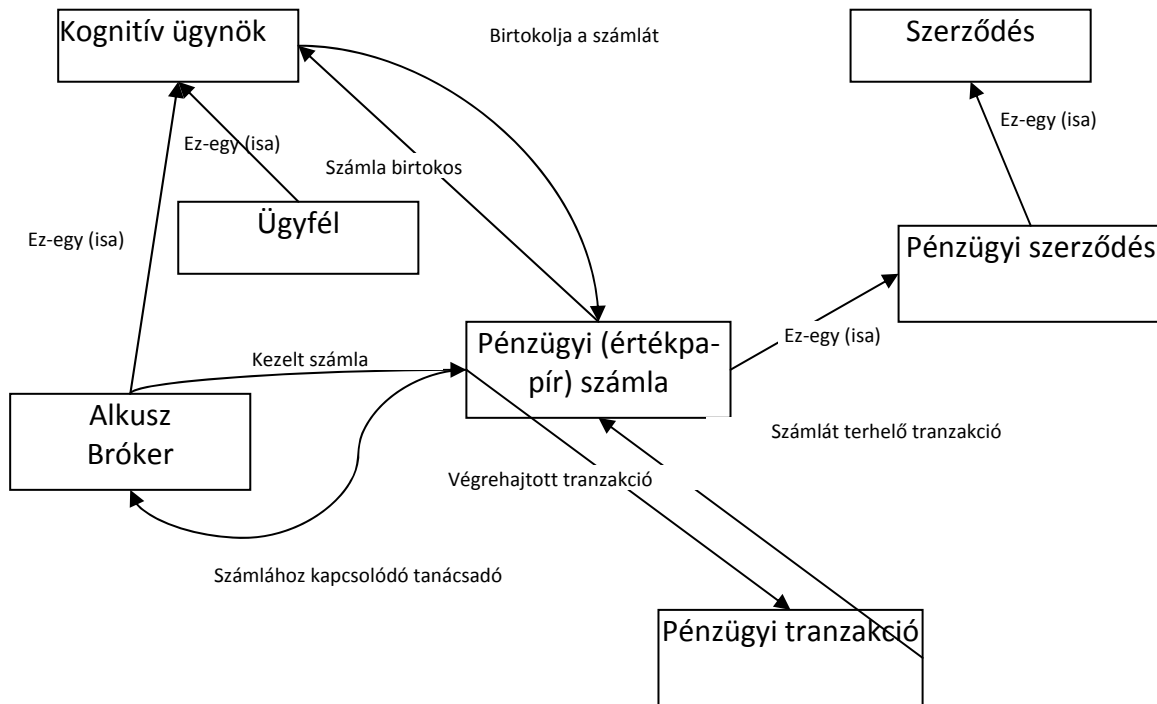 Kognitív ügynök
Birtokolja a számlát
Szerződés
Ez-egy (isa)
Ez-egy (isa)
Számla birtokos
Ügyfél
Ez-egy (isa)
Pénzügyi szerződés
Pénzügyi (értékpa-
pír) számla
Ez-egy (isa)
Kezelt számla
Alkusz
Bróker
Számlát terhelő tranzakció
Végrehajtott tranzakció
Számlához kapcsolódó tanácsadó
Pénzügyi tranzakció